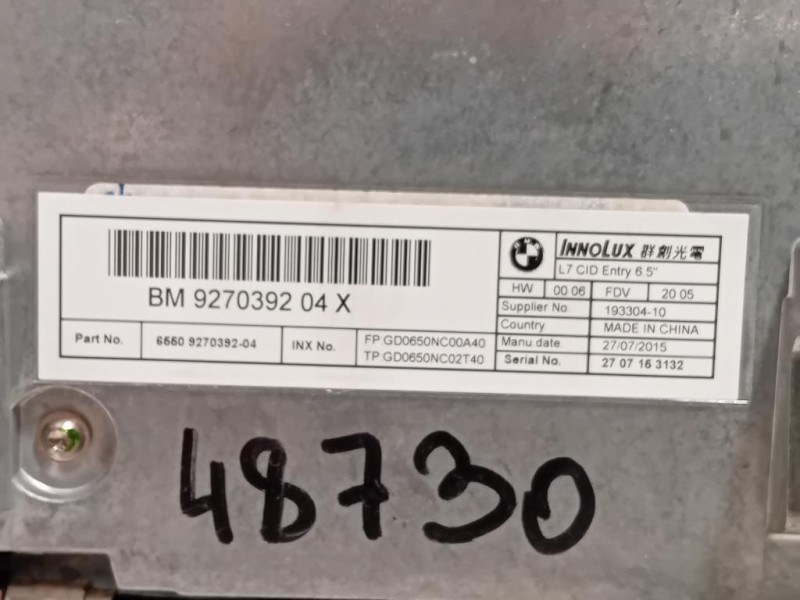 BM 9270392 04 X
Part No. 6550 9270392-04 INX No. FP GD0650NC00A40
TP GD0650NC02T40
INNOLUX 群創光電
L7 CID Entry 6.5"
HW 00 06 FDV 20 05
Supplier No. 193304-10
Country MADE IN CHINA
Manu date. 27/07/2015
Serial No. 27 07 15 3132
48730